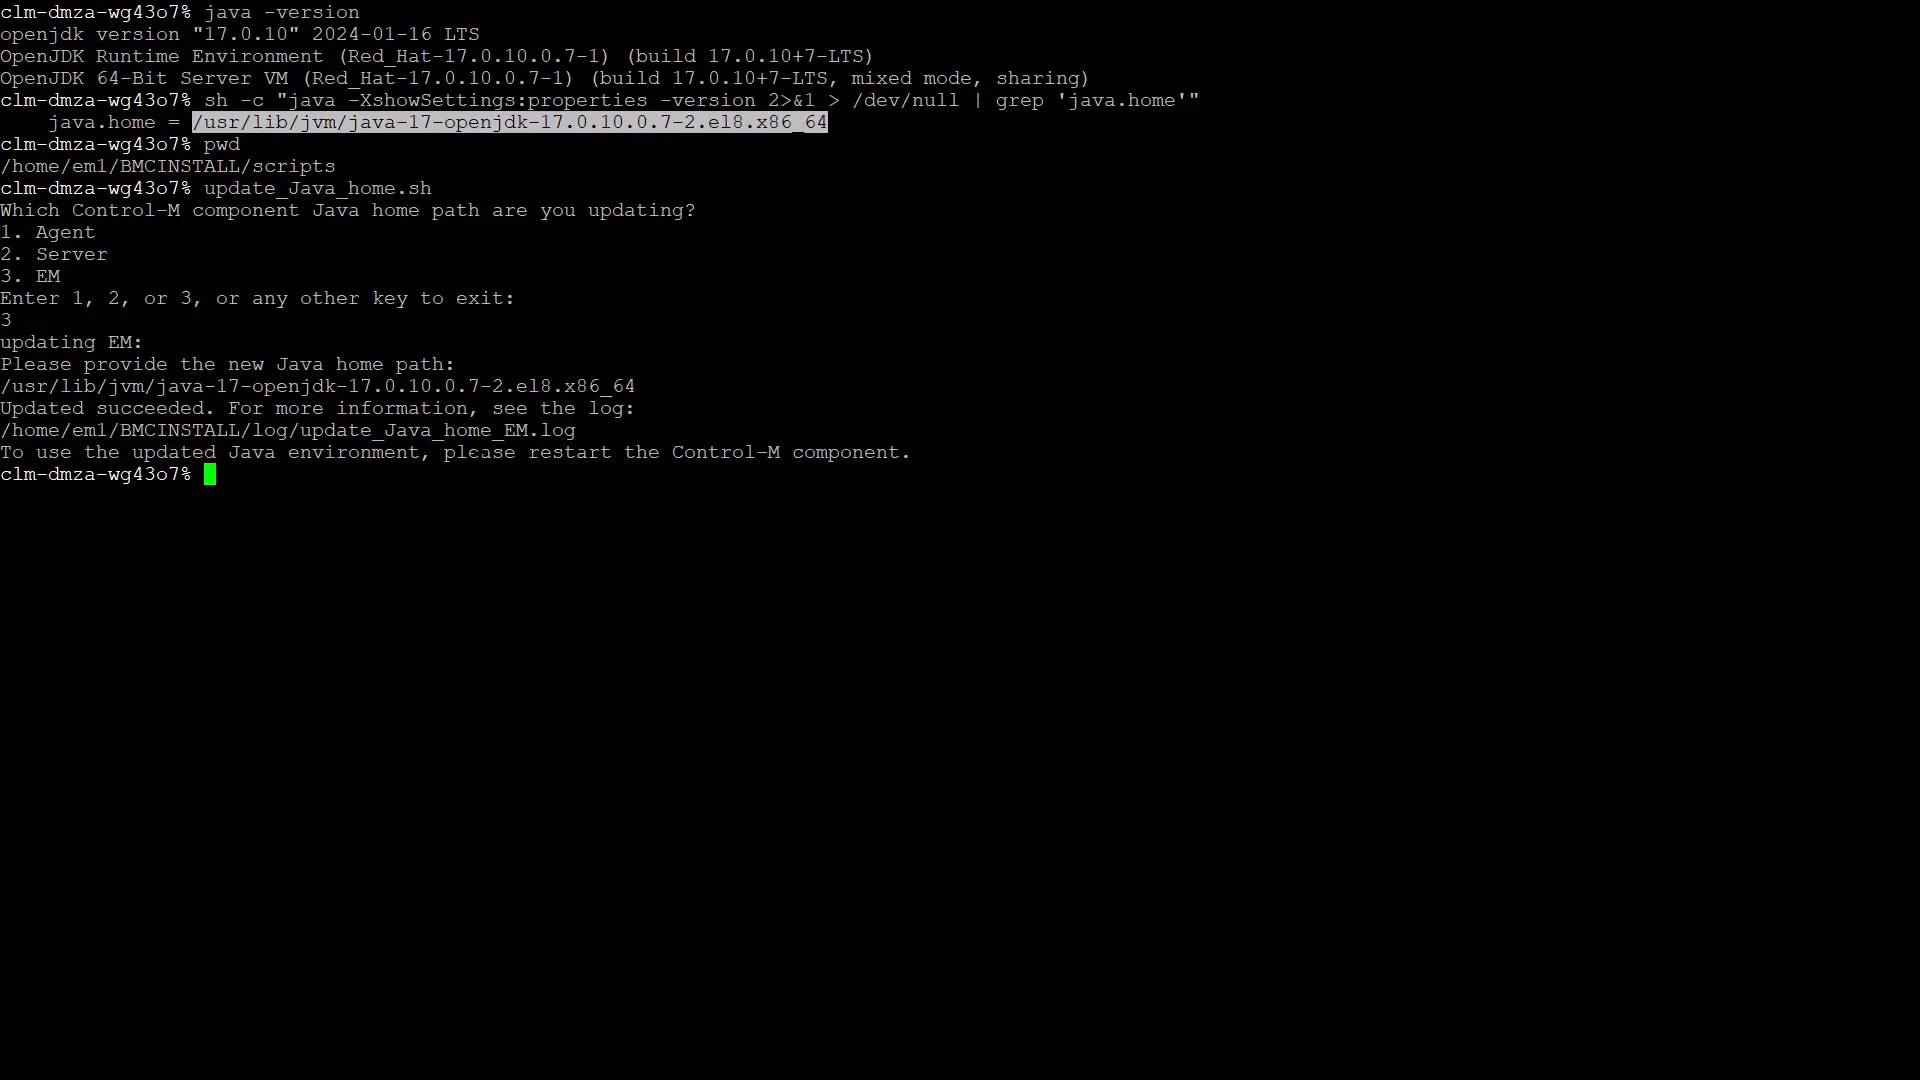 clm-dmza-wg43o7% java -version
openjdk version "17.0.10" 2024-01-16 LTS
OpenJDK Runtime Environment (Red_Hat-17.0.10.0.7-1) (build 17.0.10+7-LTS)
OpenJDK 64-Bit Server VM (Red_Hat-17.0.10.0.7-1) (build 17.0.10+7-LTS, mixed mode, sharing)
clm-dmza-wg43o7% sh -c "java -XshowSettings:properties -version 2>&1 > /dev/null | grep 'java.home'"
    java.home = /usr/lib/jvm/java-17-openjdk-17.0.10.0.7-2.el8.x86_64
clm-dmza-wg43o7% pwd
/home/em1/BMCINSTALL/scripts
clm-dmza-wg43o7% update_Java_home.sh
Which Control-M component Java home path are you updating?
1. Agent
2. Server
3. EM
Enter 1, 2, or 3, or any other key to exit:
3
updating EM:
Please provide the new Java home path:
/usr/lib/jvm/java-17-openjdk-17.0.10.0.7-2.el8.x86_64
Updated succeeded. For more information, see the log:
/home/em1/BMCINSTALL/log/update_Java_home_EM.log
To use the updated Java environment, please restart the Control-M component.
clm-dmza-wg43o7%